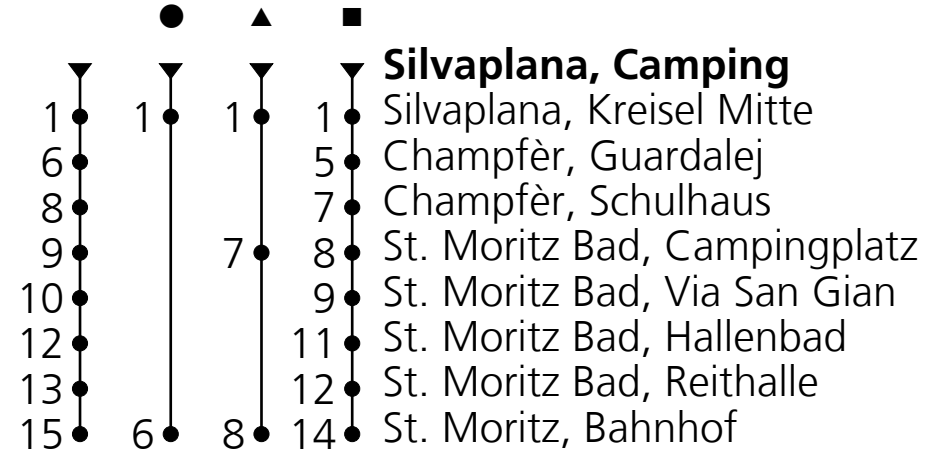 ● ▲ ■
Silvaplana, Camping
1 1 1 1 Silvaplana, Kreisel Mitte
6 5 Champfèr, Guardalej
8 7 Champfèr, Schulhaus
9 7 8 St. Moritz Bad, Campingplatz
10 9 St. Moritz Bad, Via San Gian
12 11 St. Moritz Bad, Hallenbad
13 12 St. Moritz Bad, Reithalle
15 6 8 14 St. Moritz, Bahnhof